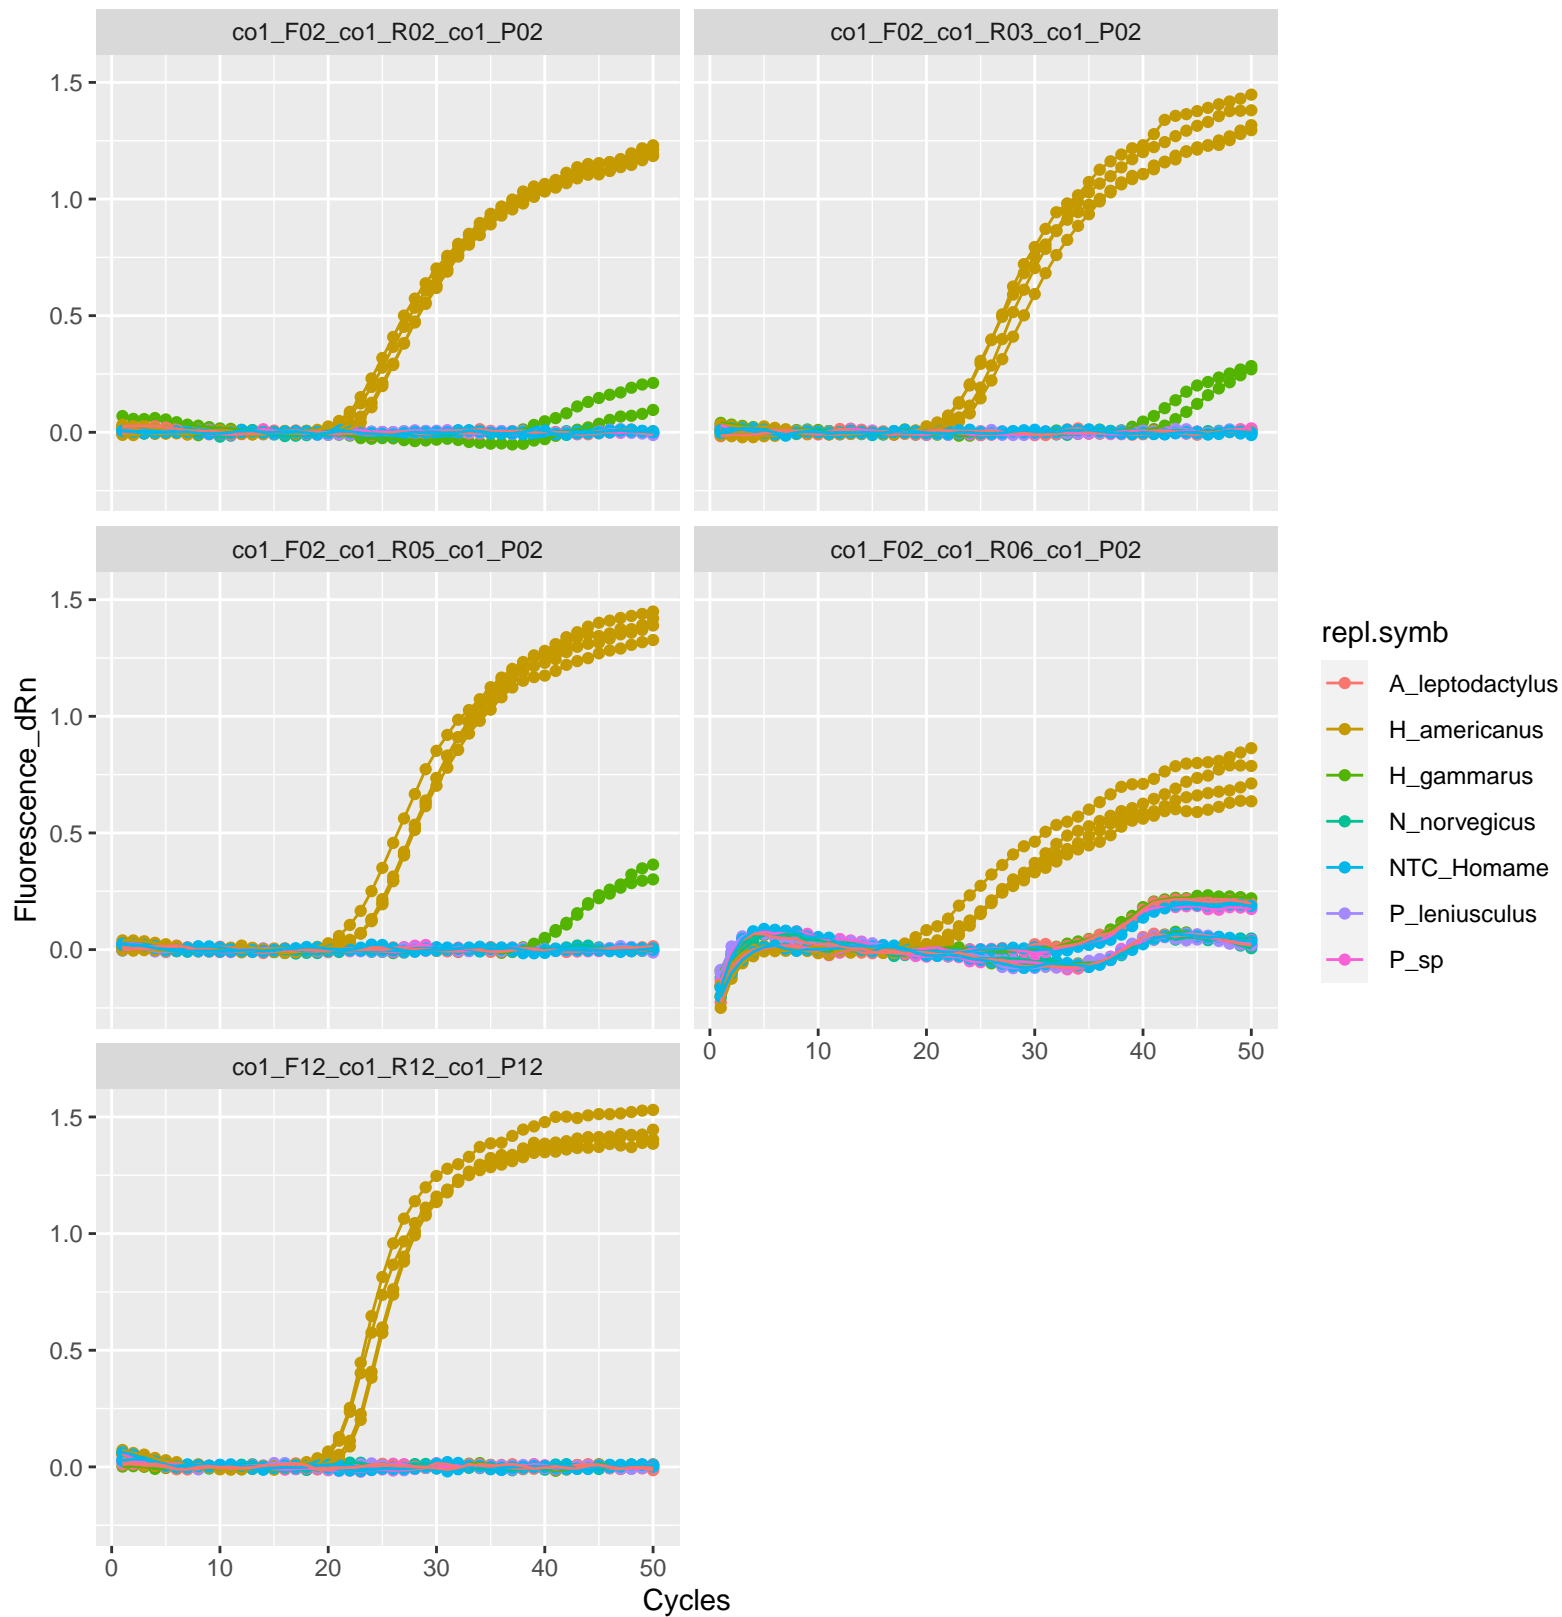 co1_F02_co1_R02_co1_P02
co1_F02_co1_R03_co1_P02
1.5
1.0
0.5
0.0
co1_F02_co1_R05_co1_P02
co1_F02_co1_R06_co1_P02
1.5
1.0
0.5
0.0
0 10 20 30 40 50
co1_F12_co1_R12_co1_P12
1.5
1.0
0.5
0.0
0 10 20 30 40 50
Cycles
Fluorescence_dRn
repl.symb
A_leptodactylus
H_americanus
H_gammarus
N_norvegicus
NTC_Homame
P_leniusculus
P_sp